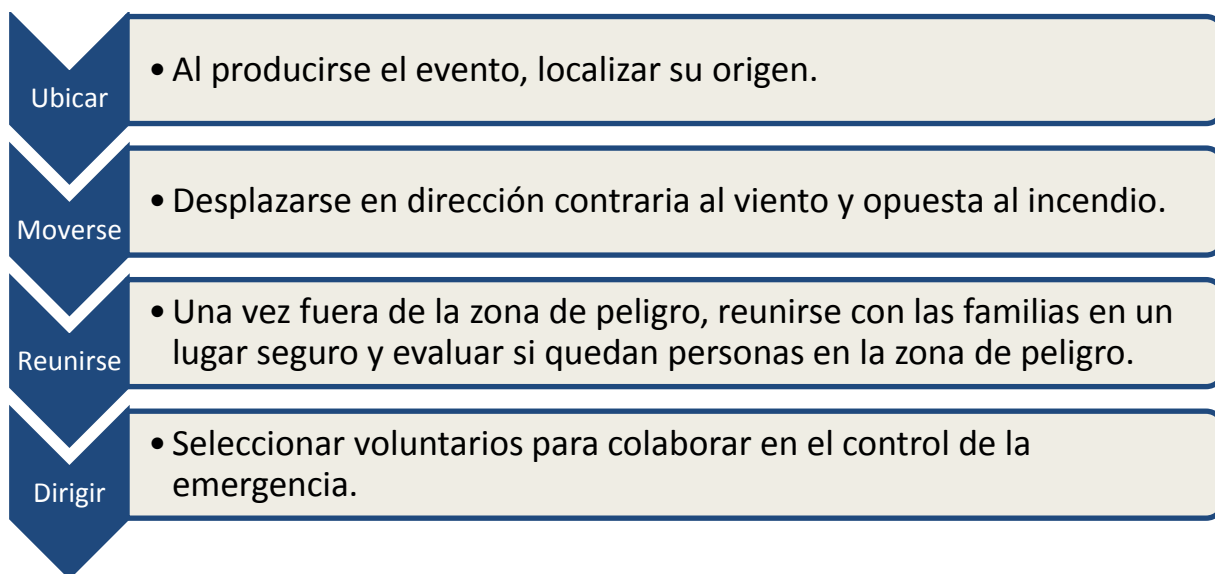 Ubicar
• Al producirse el evento, localizar su origen.
Moverse
• Desplazarse en dirección contraria al viento y opuesta al incendio.
Reunirse
• Una vez fuera de la zona de peligro, reunirse con las familias en un
lugar seguro y evaluar si quedan personas en la zona de peligro.
Dirigir
• Seleccionar voluntarios para colaborar en el control de la
emergencia.